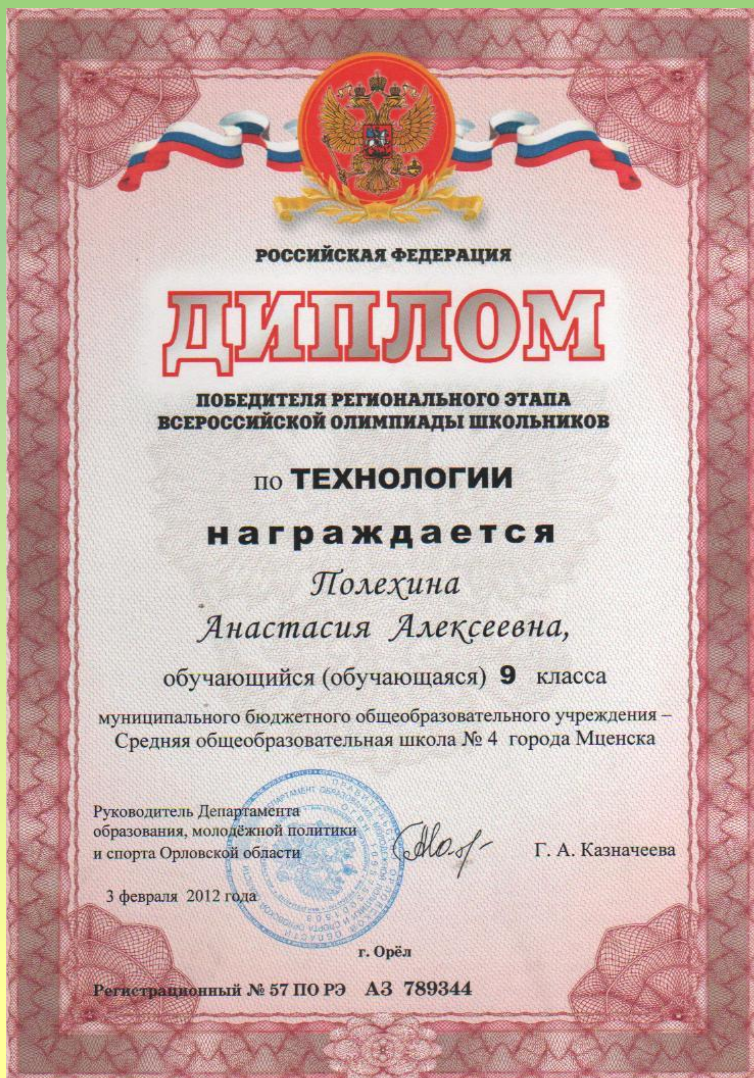 РОССИЙСКАЯ ФЕДЕРАЦИЯ
ДИПЛОМ
ПОБЕДИТЕЛЯ РЕГИОНАЛЬНОГО ЭТАПА
ВСЕРОССИЙСКОЙ ОЛИМПИАДЫ ШКОЛЬНИКОВ
по ТЕХНОЛОГИИ
награждается
Полехина
Анастасия Алексеевна,
обучающийся (обучающаяся) 9 класса
муниципального бюджетного общеобразовательного учреждения –
Средняя общеобразовательная школа № 4 города Мценска
Руководитель Департамента
образования, молодёжной политики
и спорта Орловской области Г. А. Казначеева
3 февраля 2012 года
г. Орёл
Регистрационный № 57 ПО РЭ АЗ 789344